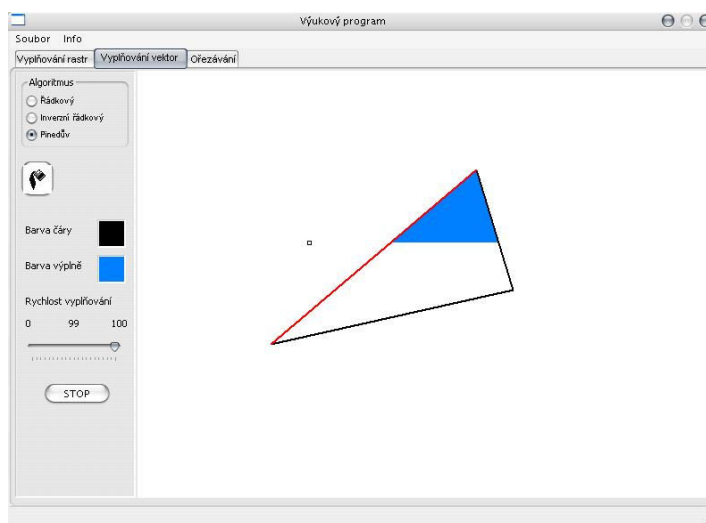 Výukový program
Soubor Info
Vyplňování rastr Vyplňování vektor Ořezávání
Algoritmus
Řádkový
Inverzní řádkový
Pinedův
Barva čáry
Barva výplně
Rychlost vyplňování
0 99 100
STOP